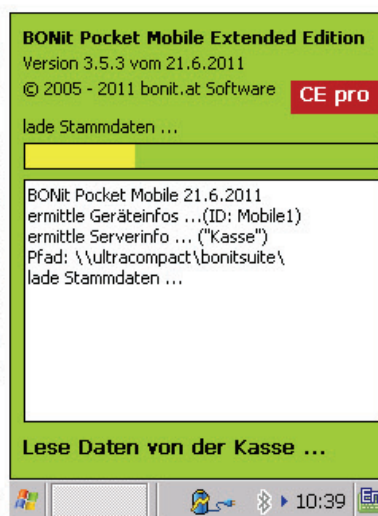 BONit Pocket Mobile Extended Edition
Version 3.5.3 vom 21.6.2011
© 2005 - 2011 bonit.at Software
CE pro
lade Stammdaten ...
BONit Pocket Mobile 21.6.2011
ermittle Geräteinfos ...(ID: Mobile1)
ermittle Serverinfo ... ("Kasse")
Pfad: \\ultracompact\bonitsuite\
lade Stammdaten ...
Lese Daten von der Kasse ...
10:39